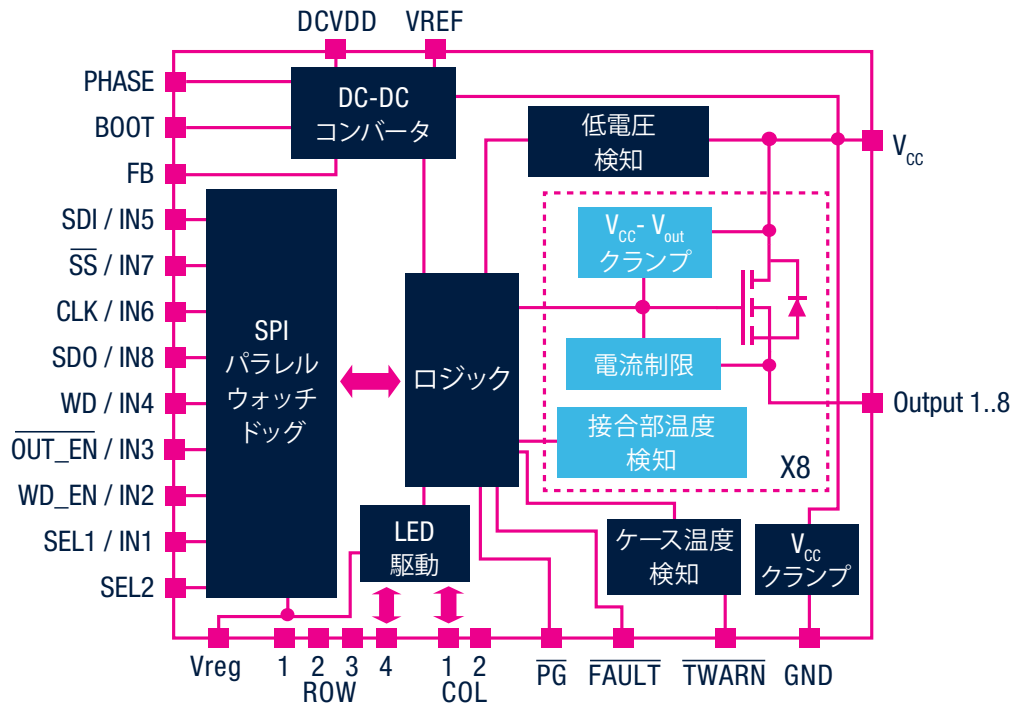 DCVDD VREF
PHASE
BOOT
FB
SDI / IN5
SS / IN7
CLK / IN6
SDO / IN8
WD / IN4
OUT_EN / IN3
WD_EN / IN2
SEL1 / IN1
SEL2
DC-DC
コンバータ
低電圧
検知
VCC
VCC- Vout
クランプ
SPI
パラレル
ウォッチ
ドッグ
ロジック
電流制限
Output 1..8
接合部温度
検知
X8
LED
駆動
ケース温度
検知
VCC
クランプ
Vreg 1 2 3 4 1 2 PG FAULT TWARN GND
ROW COL